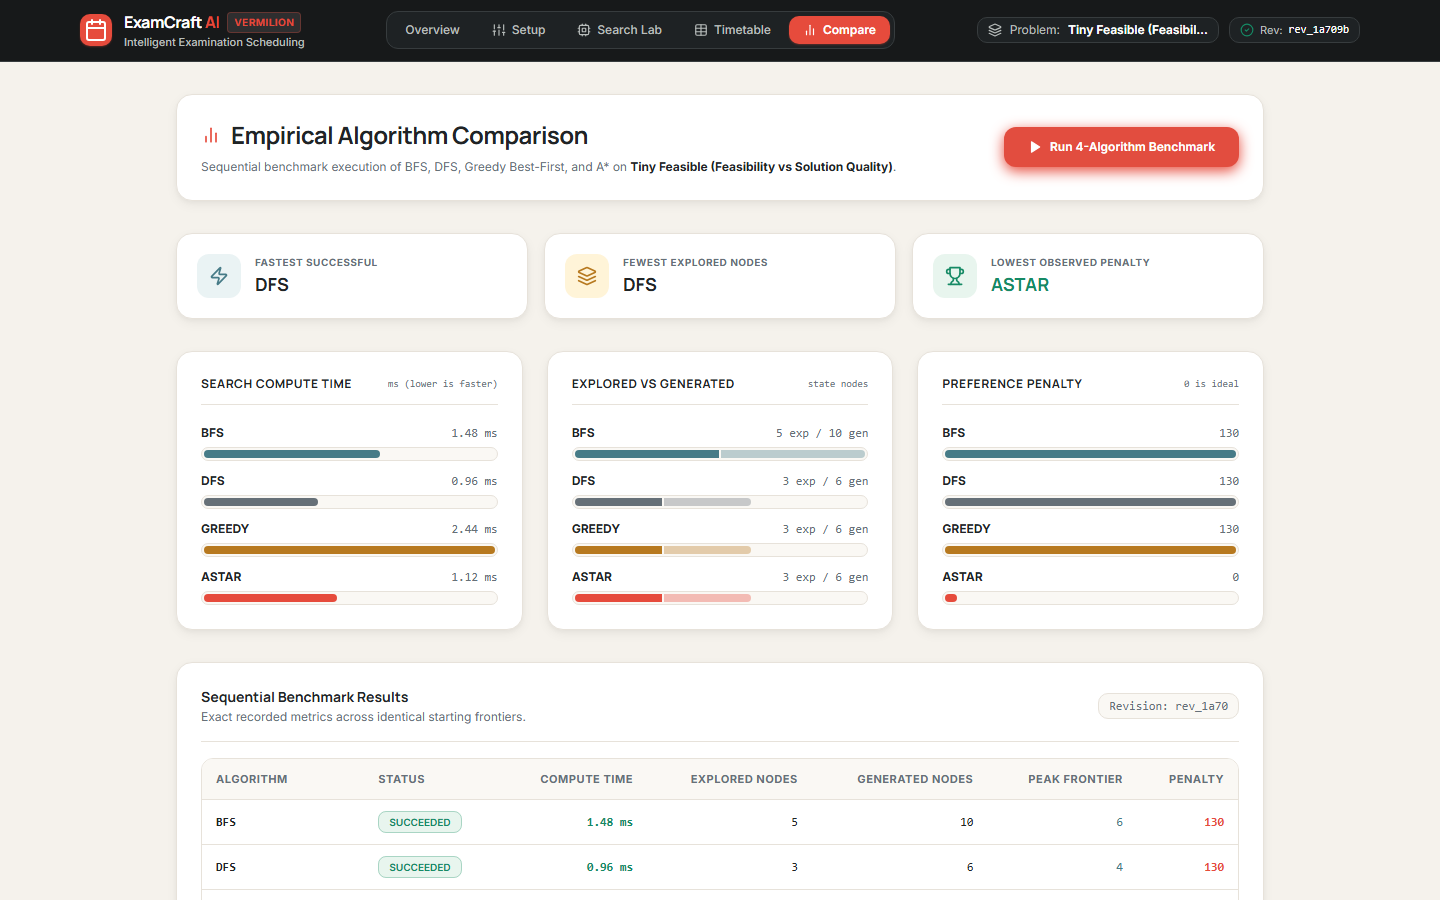 ExamCraft AI VERMILION
Intelligent Examination Scheduling
Overview Setup Search Lab Timetable Compare
Problem: Tiny Feasible (Feasibil... Rev: rev_1a709b
Empirical Algorithm Comparison
Sequential benchmark execution of BFS, DFS, Greedy Best-First, and A* on Tiny Feasible (Feasibility vs Solution Quality).
Run 4-Algorithm Benchmark
FASTEST SUCCESSFUL
DFS
FEWEST EXPLORED NODES
DFS
LOWEST OBSERVED PENALTY
ASTAR
SEARCH COMPUTE TIME ms (lower is faster)
BFS 1.48 ms
DFS 0.96 ms
GREEDY 2.44 ms
ASTAR 1.12 ms
EXPLORED VS GENERATED state nodes
BFS 5 exp / 10 gen
DFS 3 exp / 6 gen
GREEDY 3 exp / 6 gen
ASTAR 3 exp / 6 gen
PREFERENCE PENALTY 0 is ideal
BFS 130
DFS 130
GREEDY 130
ASTAR 0
Sequential Benchmark Results
Exact recorded metrics across identical starting frontiers.
Revision: rev_1a70
ALGORITHM STATUS COMPUTE TIME EXPLORED NODES GENERATED NODES PEAK FRONTIER PENALTY
BFS SUCCEEDED 1.48 ms 5 10 6 130
DFS SUCCEEDED 0.96 ms 3 6 4 130